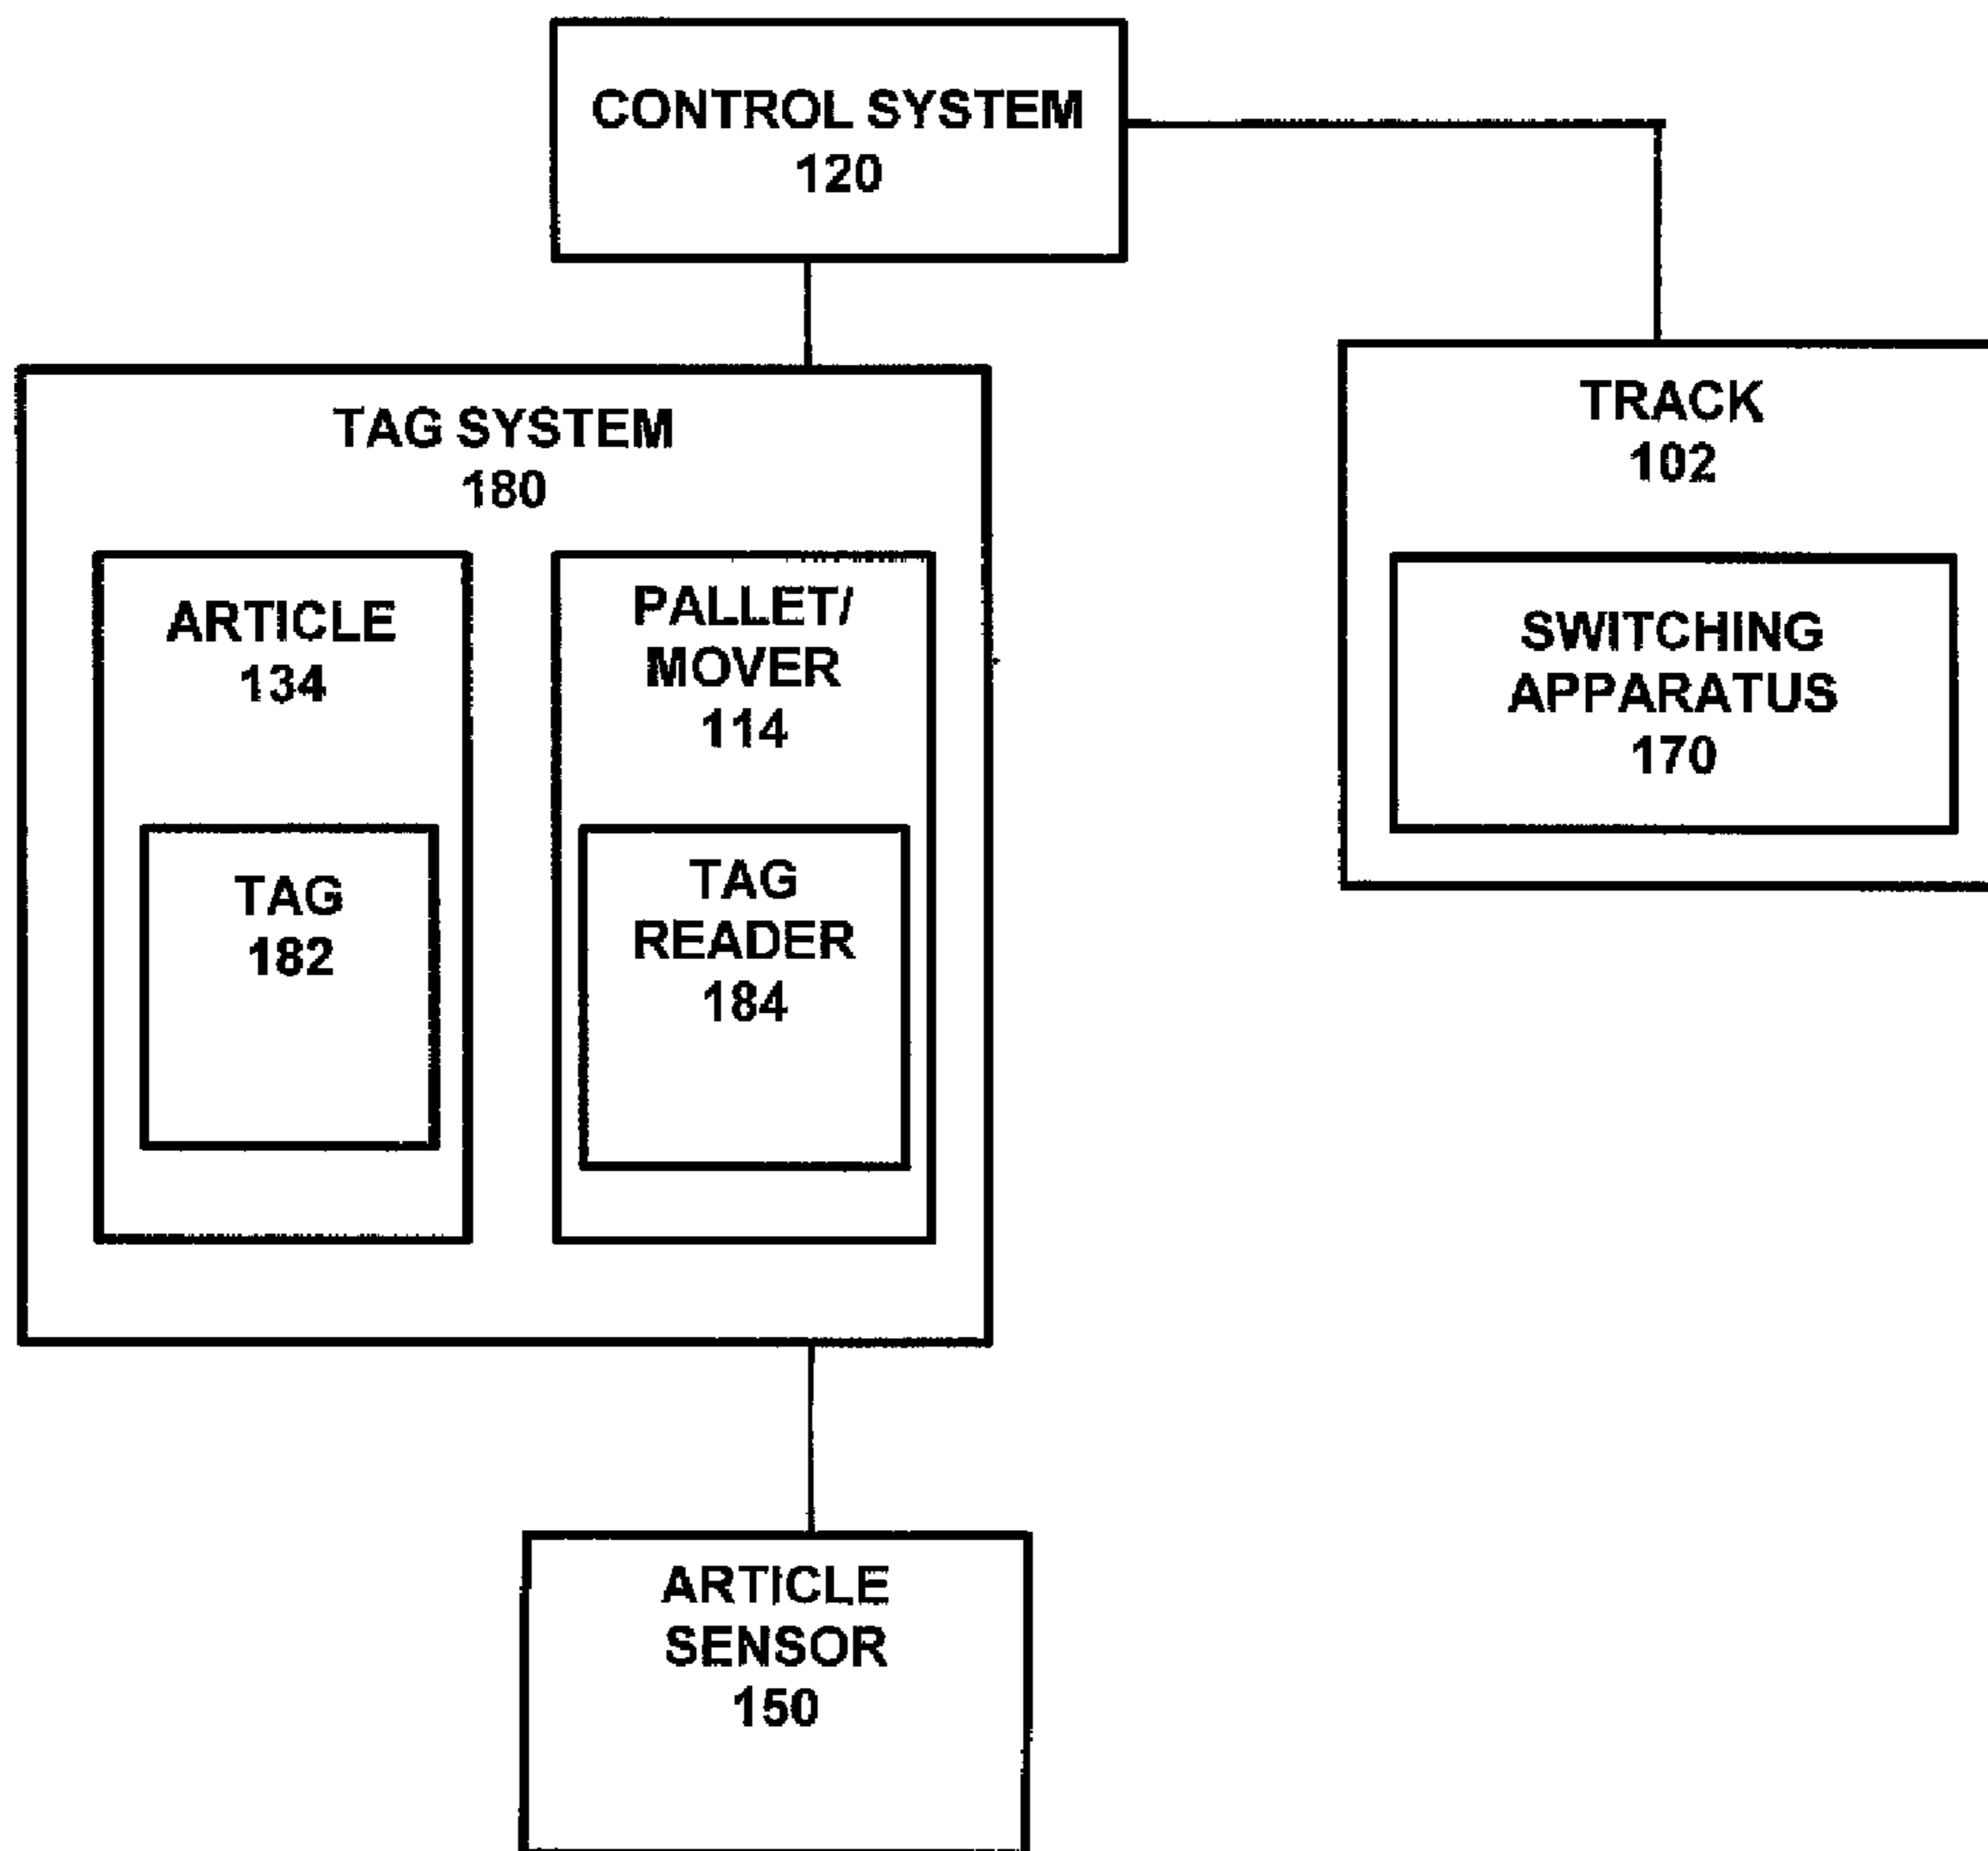 CONTROL SYSTEM
120
TAG SYSTEM
180
ARTICLE
134
TAG
182
PALLET/
MOVER
114
TAG
READER
184
TRACK
102
SWITCHING
APPARATUS
170
ARTICLE
SENSOR
150